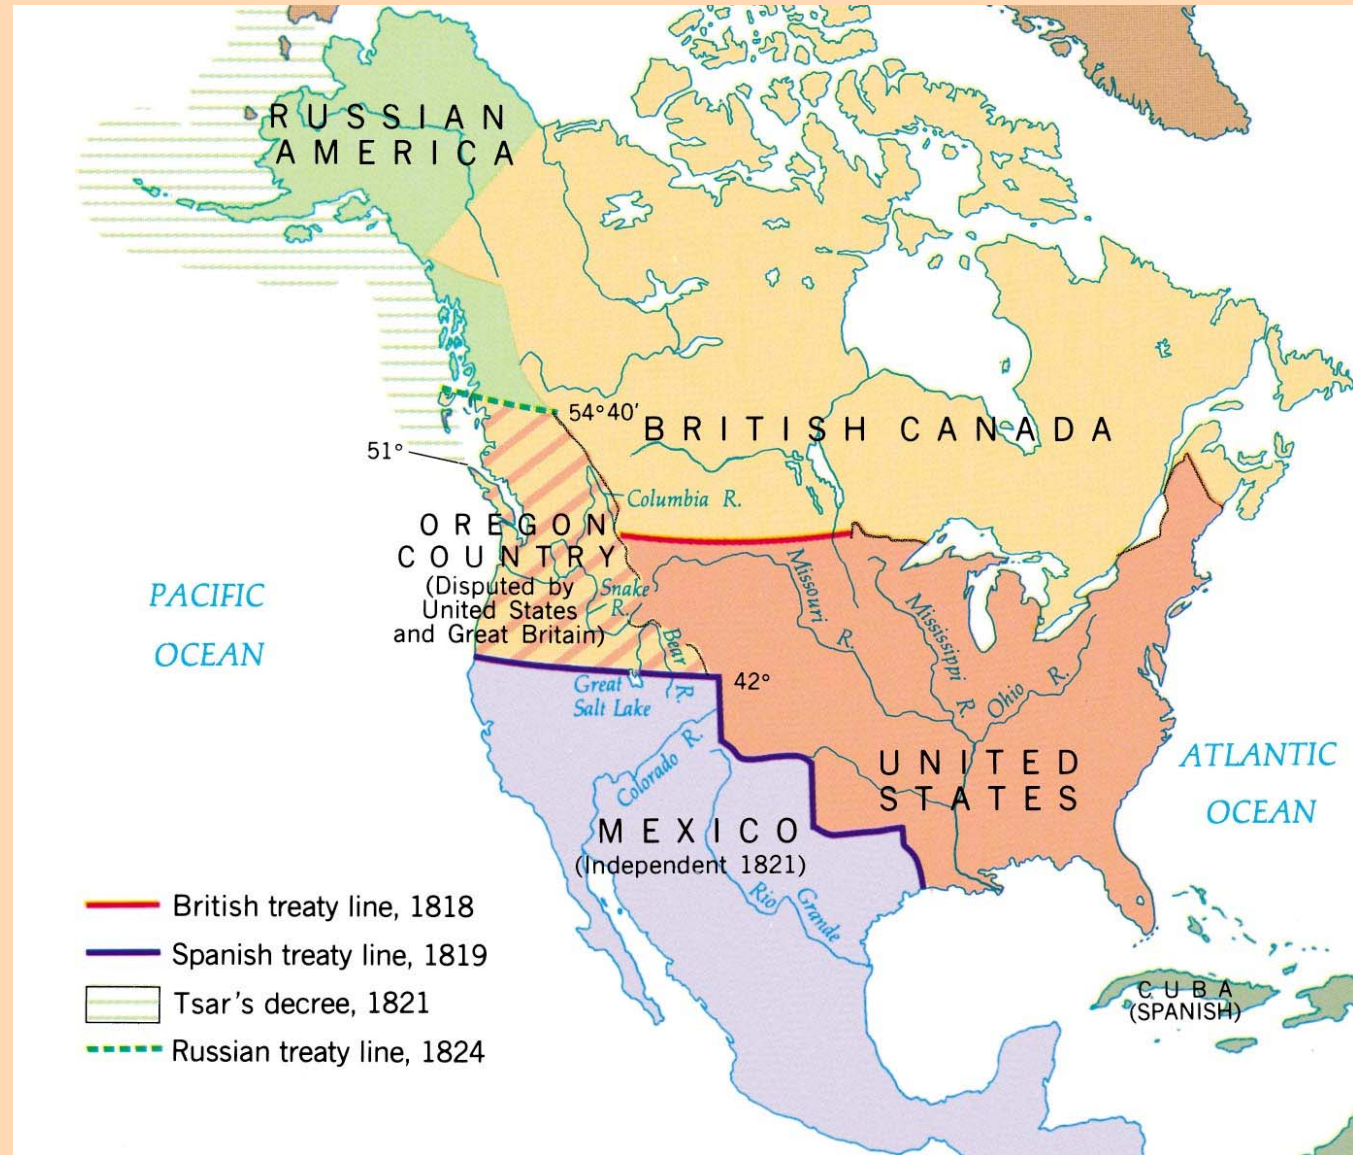 RUSSIAN
AMERICA
54°40'
BRITISH CANADA
51°
Columbia R.
OREGON
COUNTRY
(Disputed by
United States
and Great Britain)
Snake
R.
Missouri R.
Mississippi R.
Bear R.
Ohio R.
PACIFIC
OCEAN
42°
Great
Salt Lake
Colorado R.
UNITED
STATES
ATLANTIC
OCEAN
MEXICO
(Independent 1821)
Rio Grande
CUBA
(SPANISH)
British treaty line, 1818
Spanish treaty line, 1819
Tsar's decree, 1821
Russian treaty line, 1824